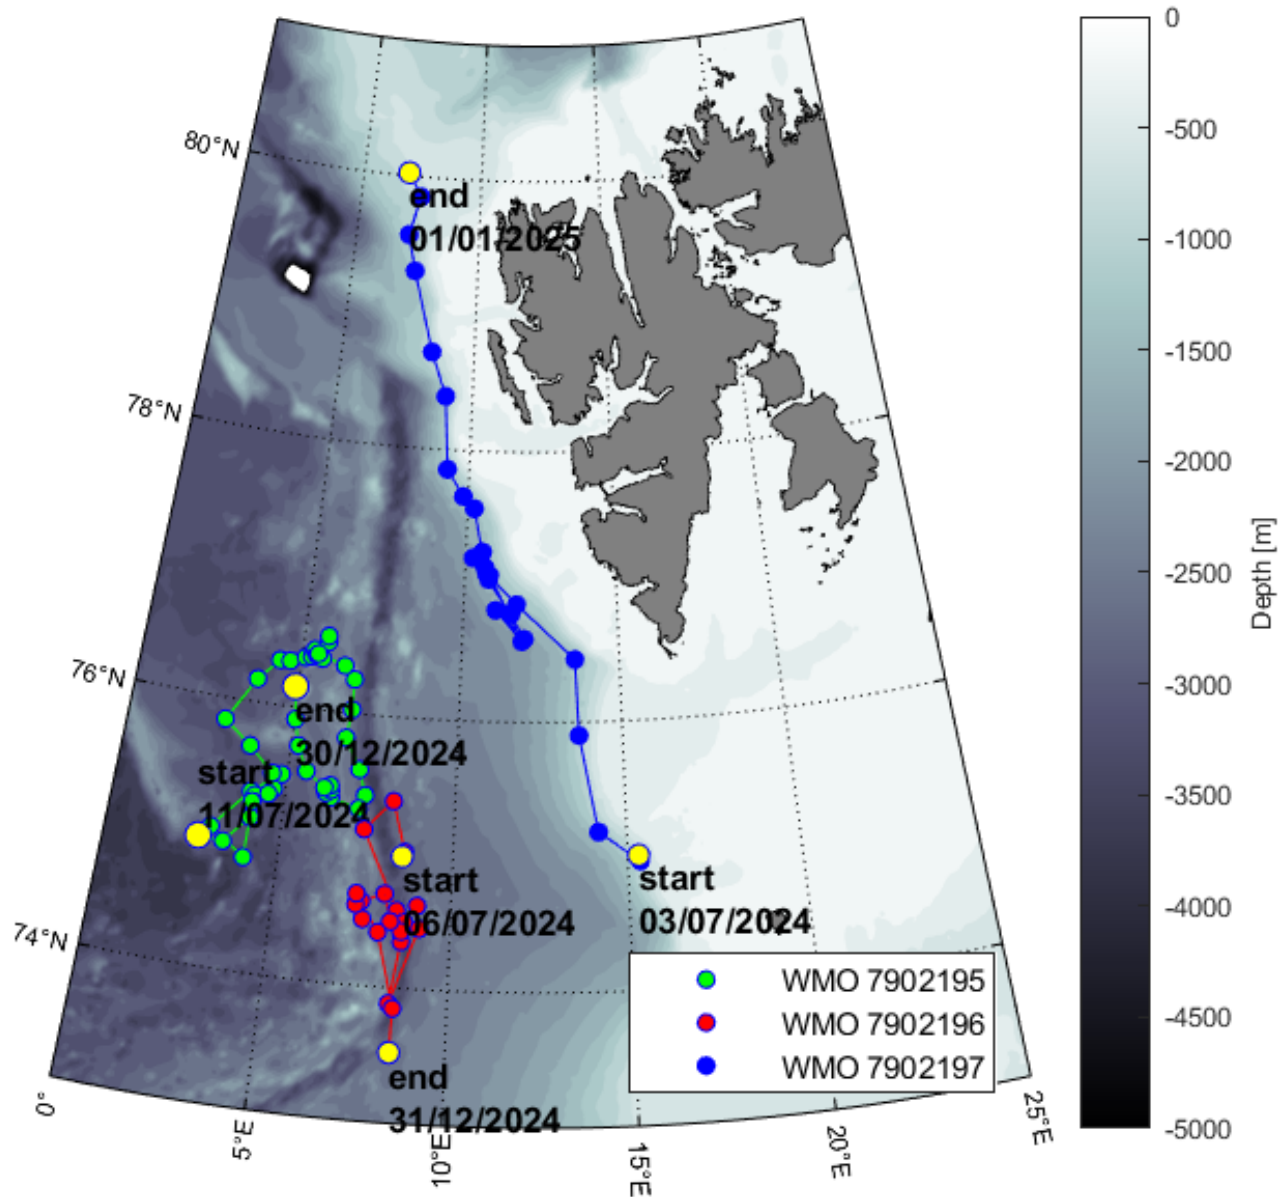 0
80°N
-500
end
01/01/2025
-1000
-1500
78°N
-2000
Depth [m]
-2500
-3000
76°N
end
30/12/2024
start
11/07/2024
-3500
start
06/07/2024
start
03/07/2024
-4000
74°N
WMO 7902195
WMO 7902196
WMO 7902197
-4500
end
31/12/2024
-5000
0°
5°E
10°E
15°E
20°E
25°E